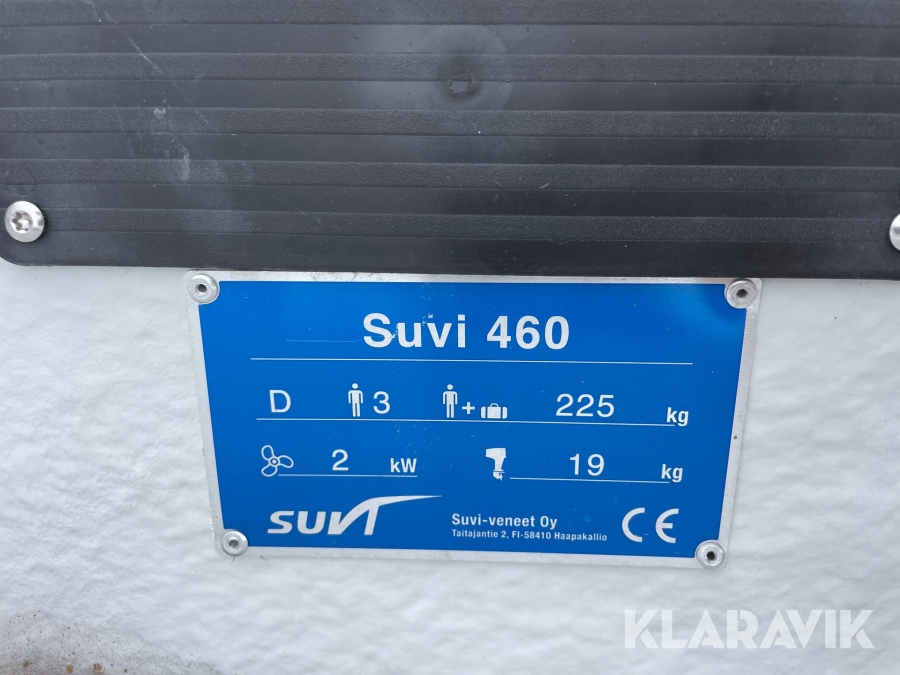 Suvi 460
D 3 + 225 kg
2 kW 19 kg
SUVI
Suvi-veneet Oy
Taitajantie 2, FI-58410 Haapakallio
CE
KLARAVIK